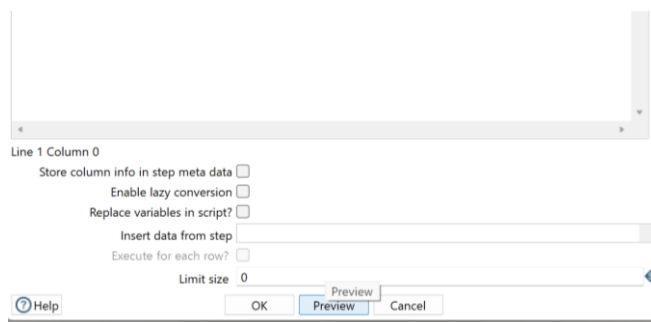 Line 1 Column 0
Store column info in step meta data
Enable lazy conversion
Replace variables in script?
Insert data from step
Execute for each row?
Limit size 0
Preview
? Help OK Preview Cancel